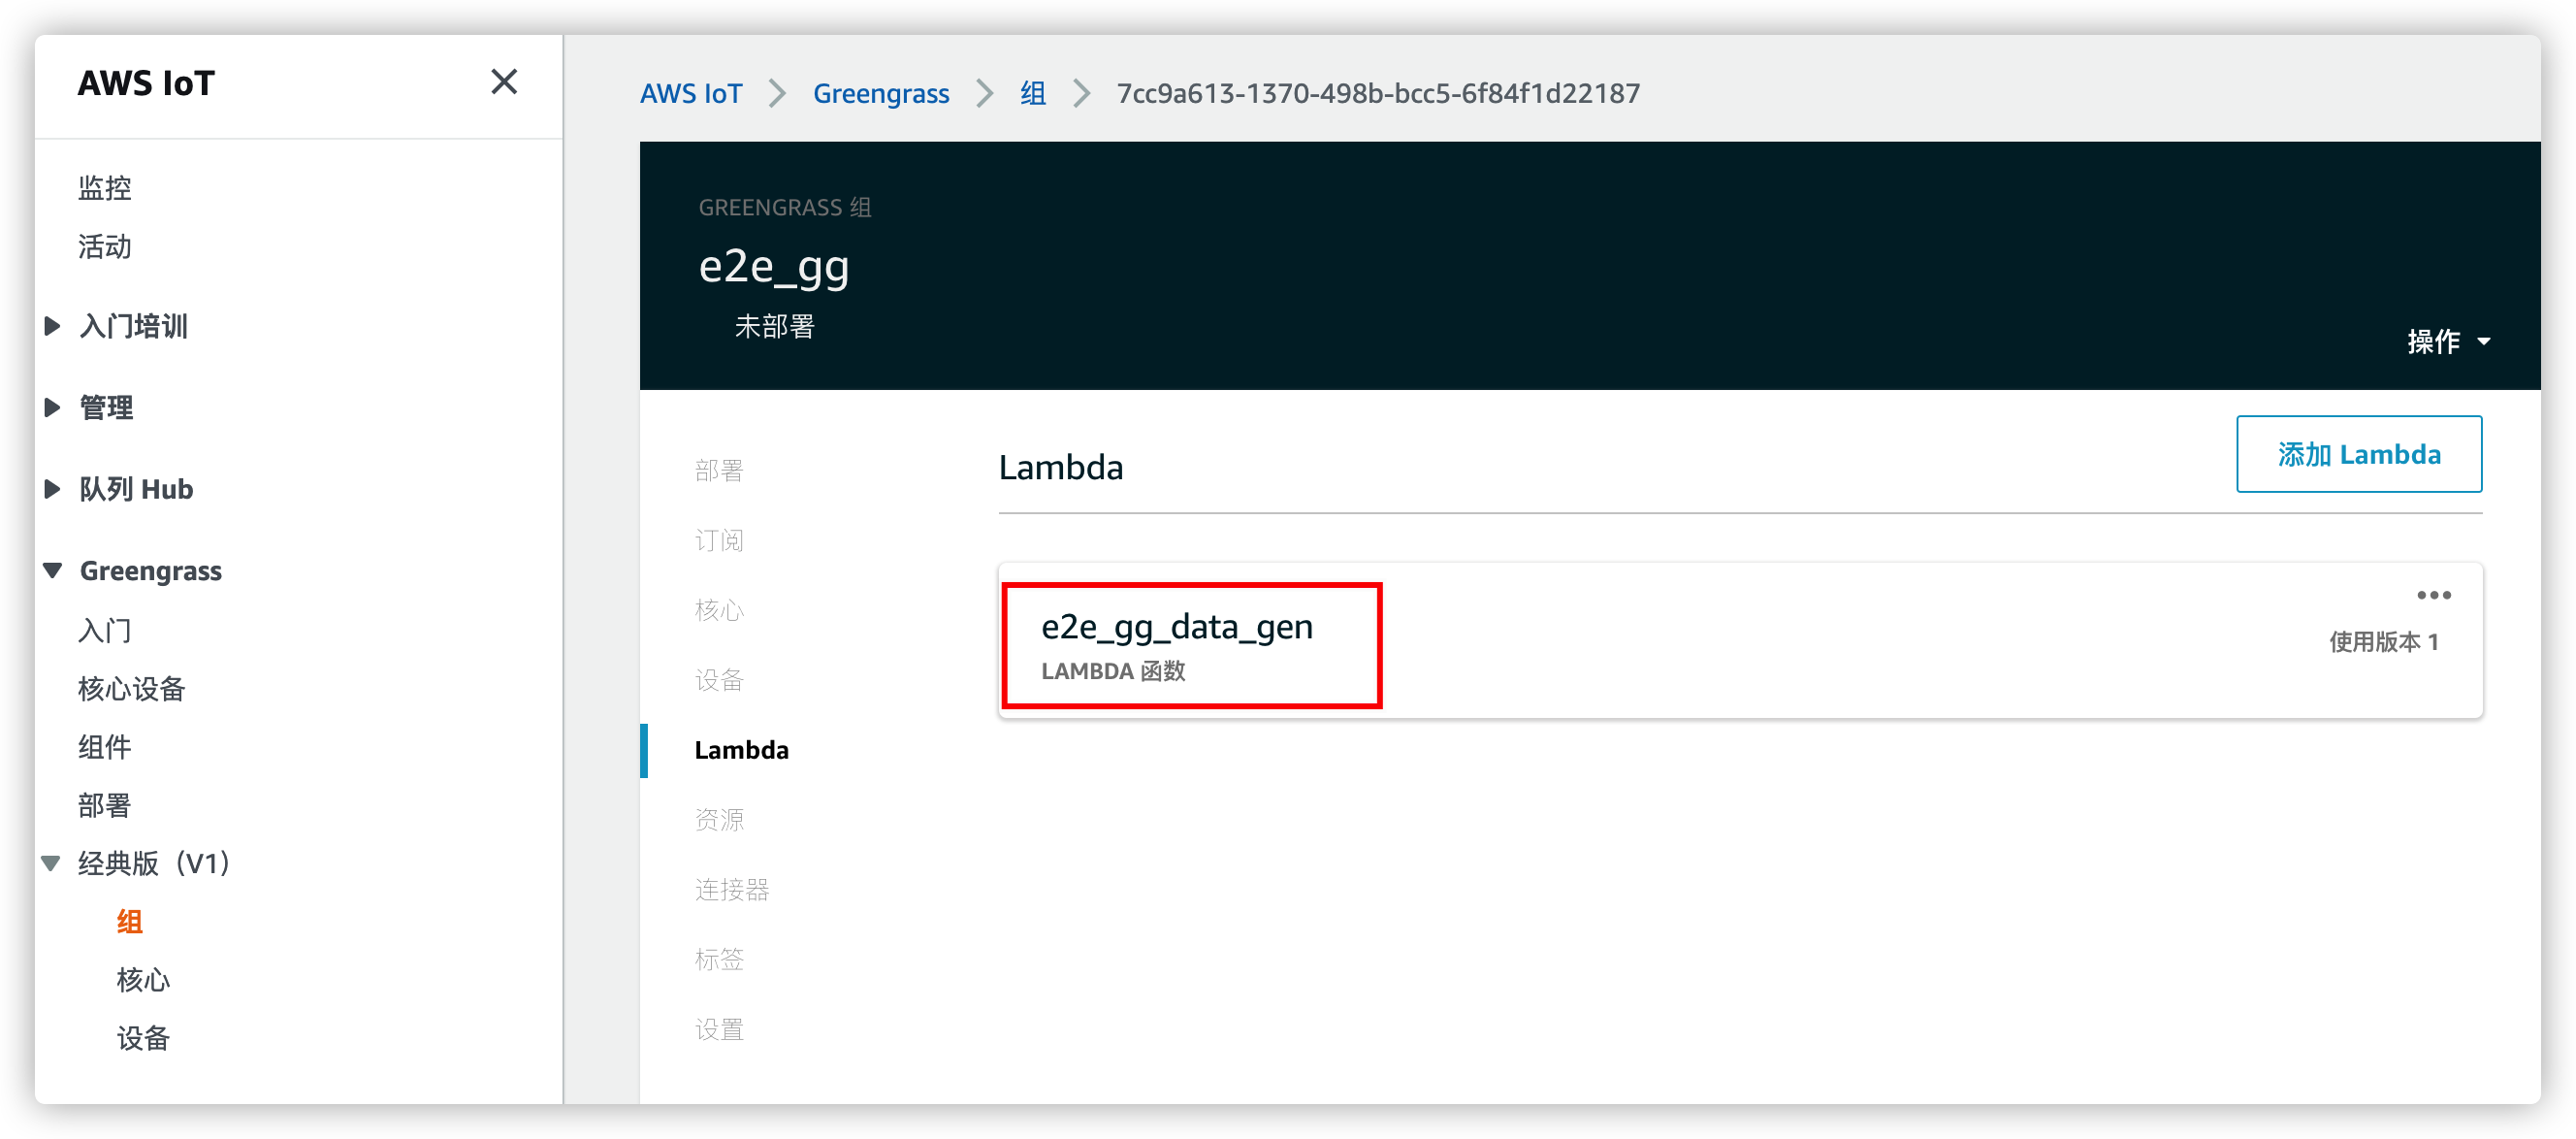 AWS IoT
监控
活动
入门培训
管理
队列 Hub
Greengrass
入门
核心设备
组件
部署
经典版（V1）
组
核心
设备
AWS IoT > Greengrass > 组 > 7cc9a613-1370-498b-bcc5-6f84f1d22187
GREENGRASS 组
e2e_gg
未部署
操作
部署
订阅
核心
设备
Lambda
资源
连接器
标签
设置
Lambda
添加 Lambda
e2e_gg_data_gen
LAMBDA 函数
使用版本 1